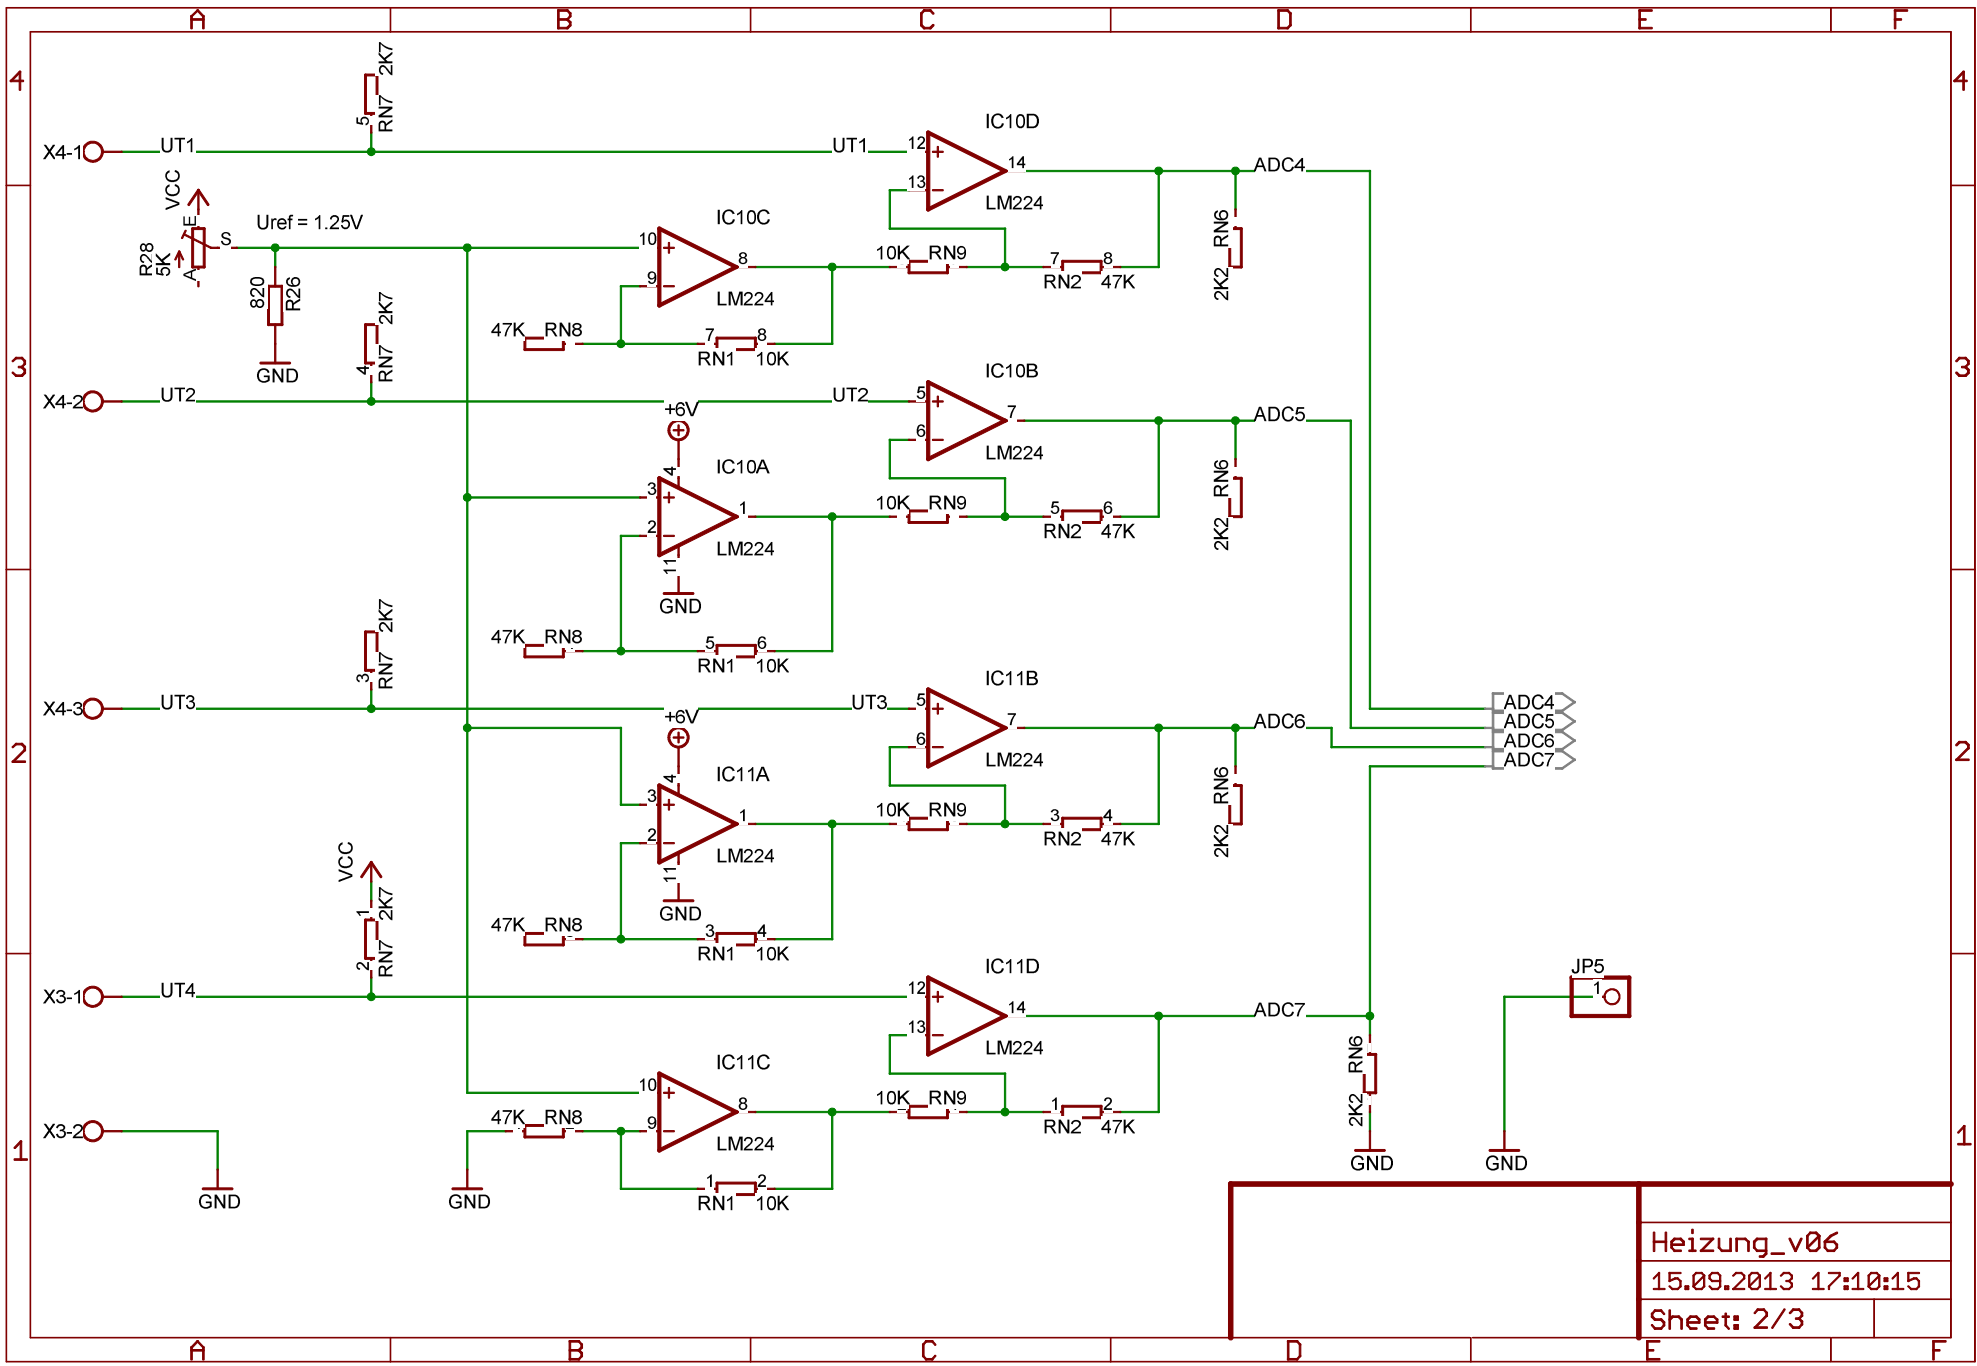 A B C D E F
4 4
2K7
RN7
5
X4-1 UT1 UT1
12
13
14
IC10D
LM224
ADC4
VCC
E
S
A
R28
5K
Uref = 1.25V
820
R26
GND
IC10C
10
9
8
LM224
10K RN9
7 8
RN2 47K
RN6
2K2
47K RN8
7 8
RN1 10K
3 3
2K7
RN7
4
X4-2 UT2 UT2
5
6
7
IC10B
LM224
ADC5
+6V
4
IC10A
3
2
1
11
LM224
GND
10K RN9
5 6
RN2 47K
RN6
2K2
47K RN8
5 6
RN1 10K
2K7
RN7
3
X4-3 UT3 UT3
5
6
7
IC11B
LM224
ADC6
ADC4
ADC5
ADC6
ADC7
2 2
+6V
4
IC11A
3
2
1
11
LM224
GND
10K RN9
3 4
RN2 47K
RN6
2K2
47K RN8
3 4
RN1 10K
VCC
1
2K7
RN7
2
X3-1 UT4
12
13
14
IC11D
LM224
ADC7
JP5
1
IC11C
10
9
8
LM224
10K RN9
1 2
RN2 47K
RN6
2K2
GND
GND
1 1
X3-2
GND
47K RN8
GND
1 2
RN1 10K
Heizung_v06
15.09.2013 17:10:15
Sheet: 2/3
A B C D E F